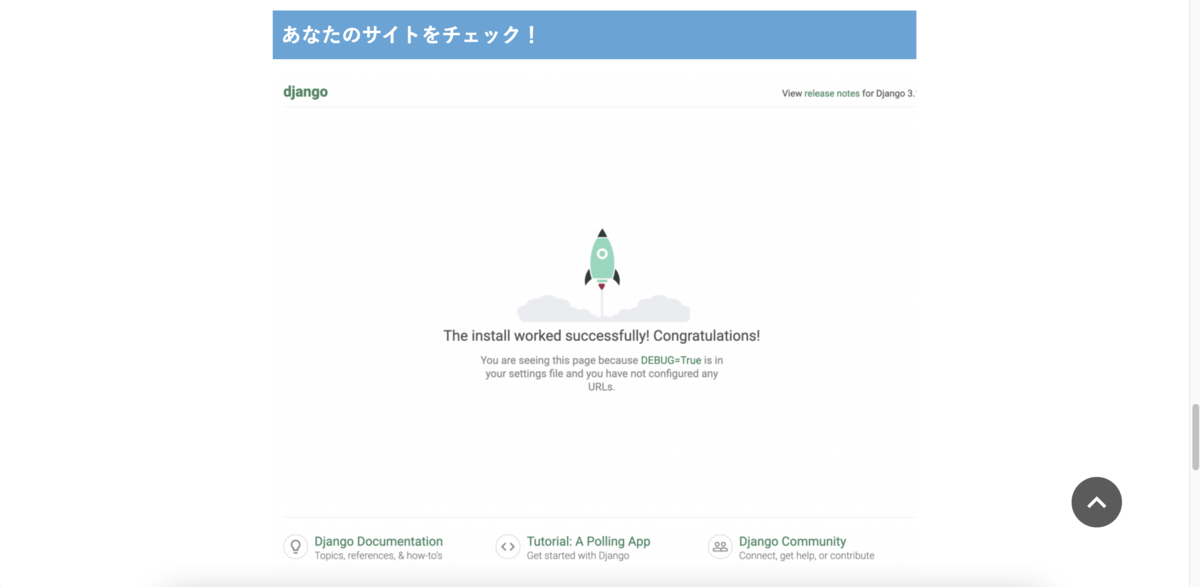 あなたのサイトをチェック！
django
View release notes for Django 3.
The install worked successfully! Congratulations!
You are seeing this page because DEBUG=True is in
your settings file and you have not configured any
URLs.
Django Documentation
Topics, references, & how-to's
Tutorial: A Polling App
Get started with Django
Django Community
Connect, get help, or contribute